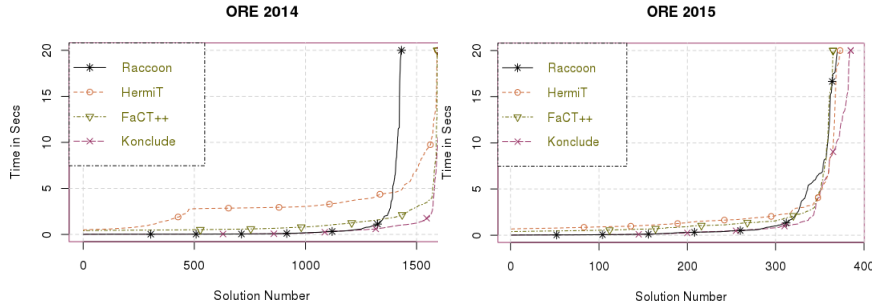 ORE 2014
Time in Secs
20
15
10
5
0
Raccoon
HermiT
FaCT++
Konclude
0
500
1000
1500
Solution Number
ORE 2015
Time in Secs
20
15
10
5
0
Raccoon
HermiT
FaCT++
Konclude
0
100
200
300
400
Solution Number